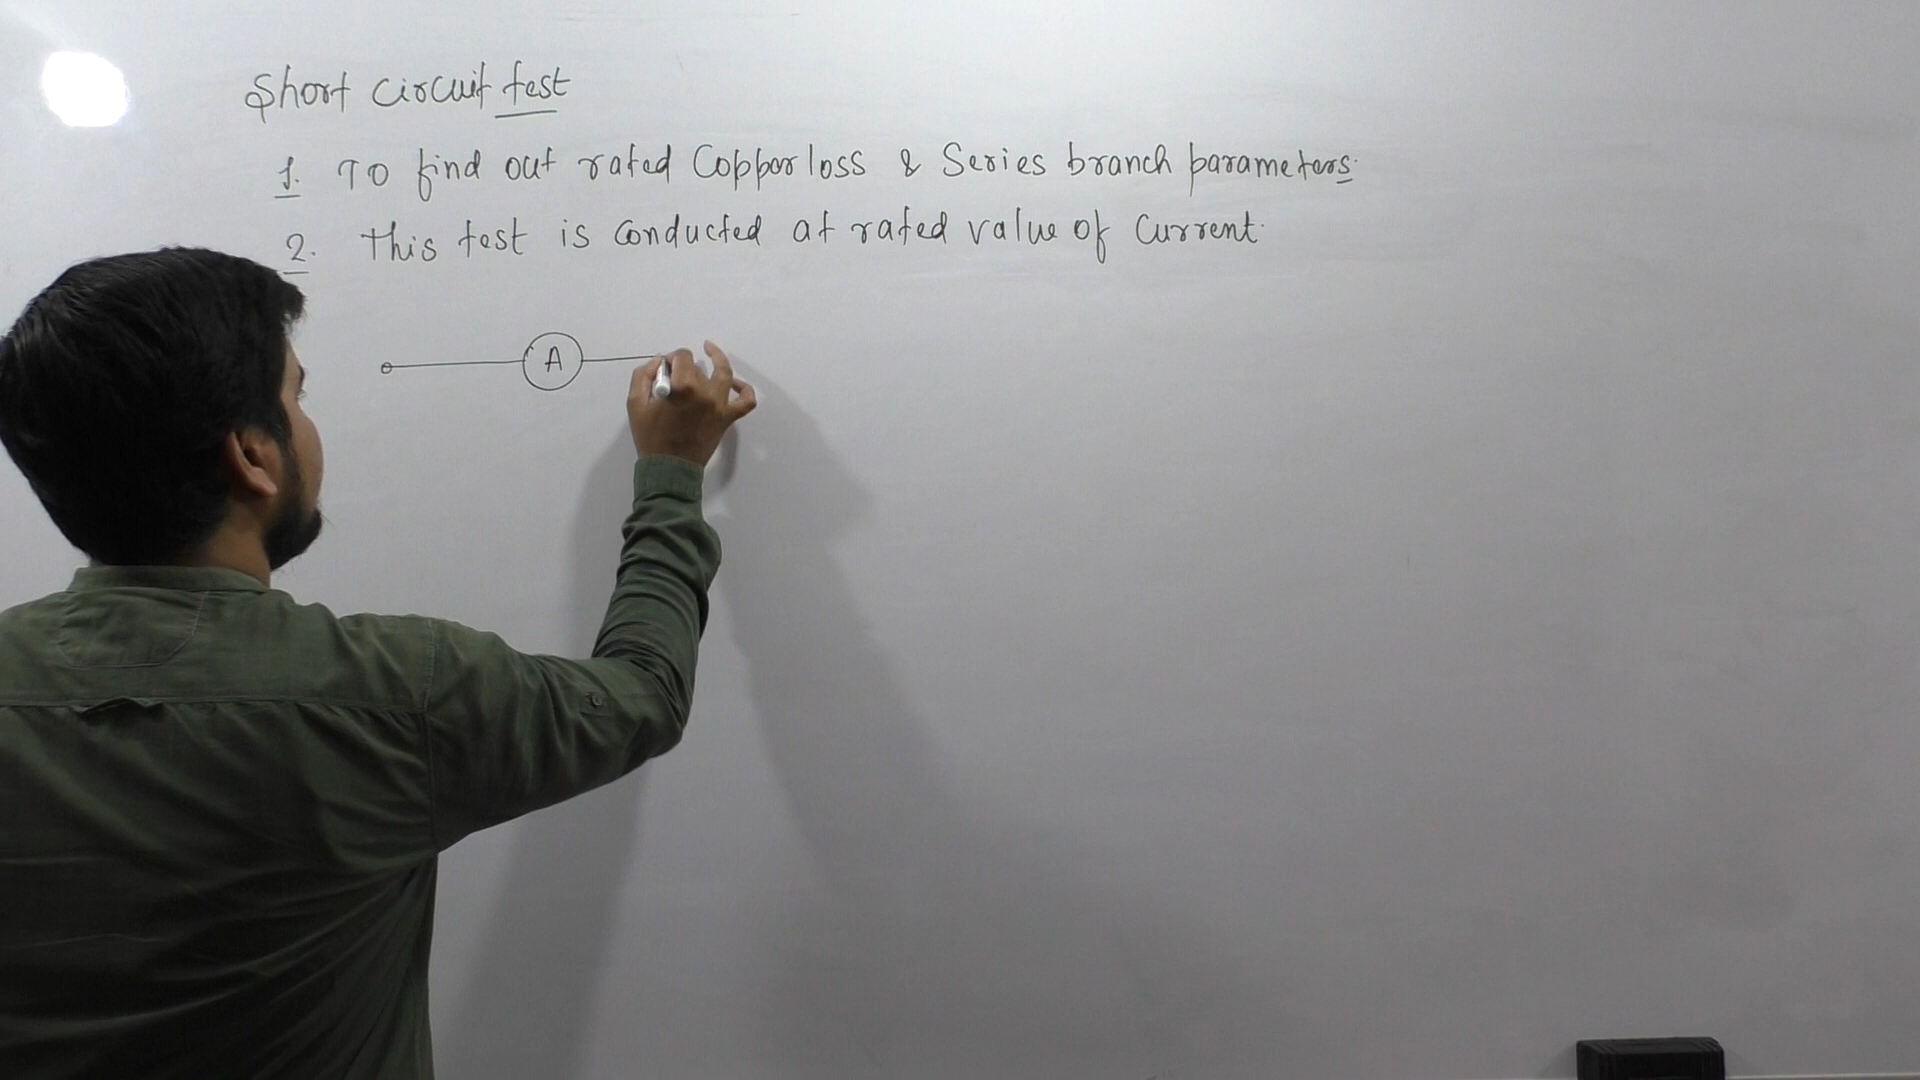 Short circuit test
1. To find out rated Copper loss & Series branch parameters.
2. This test is conducted at rated value of Current.
A